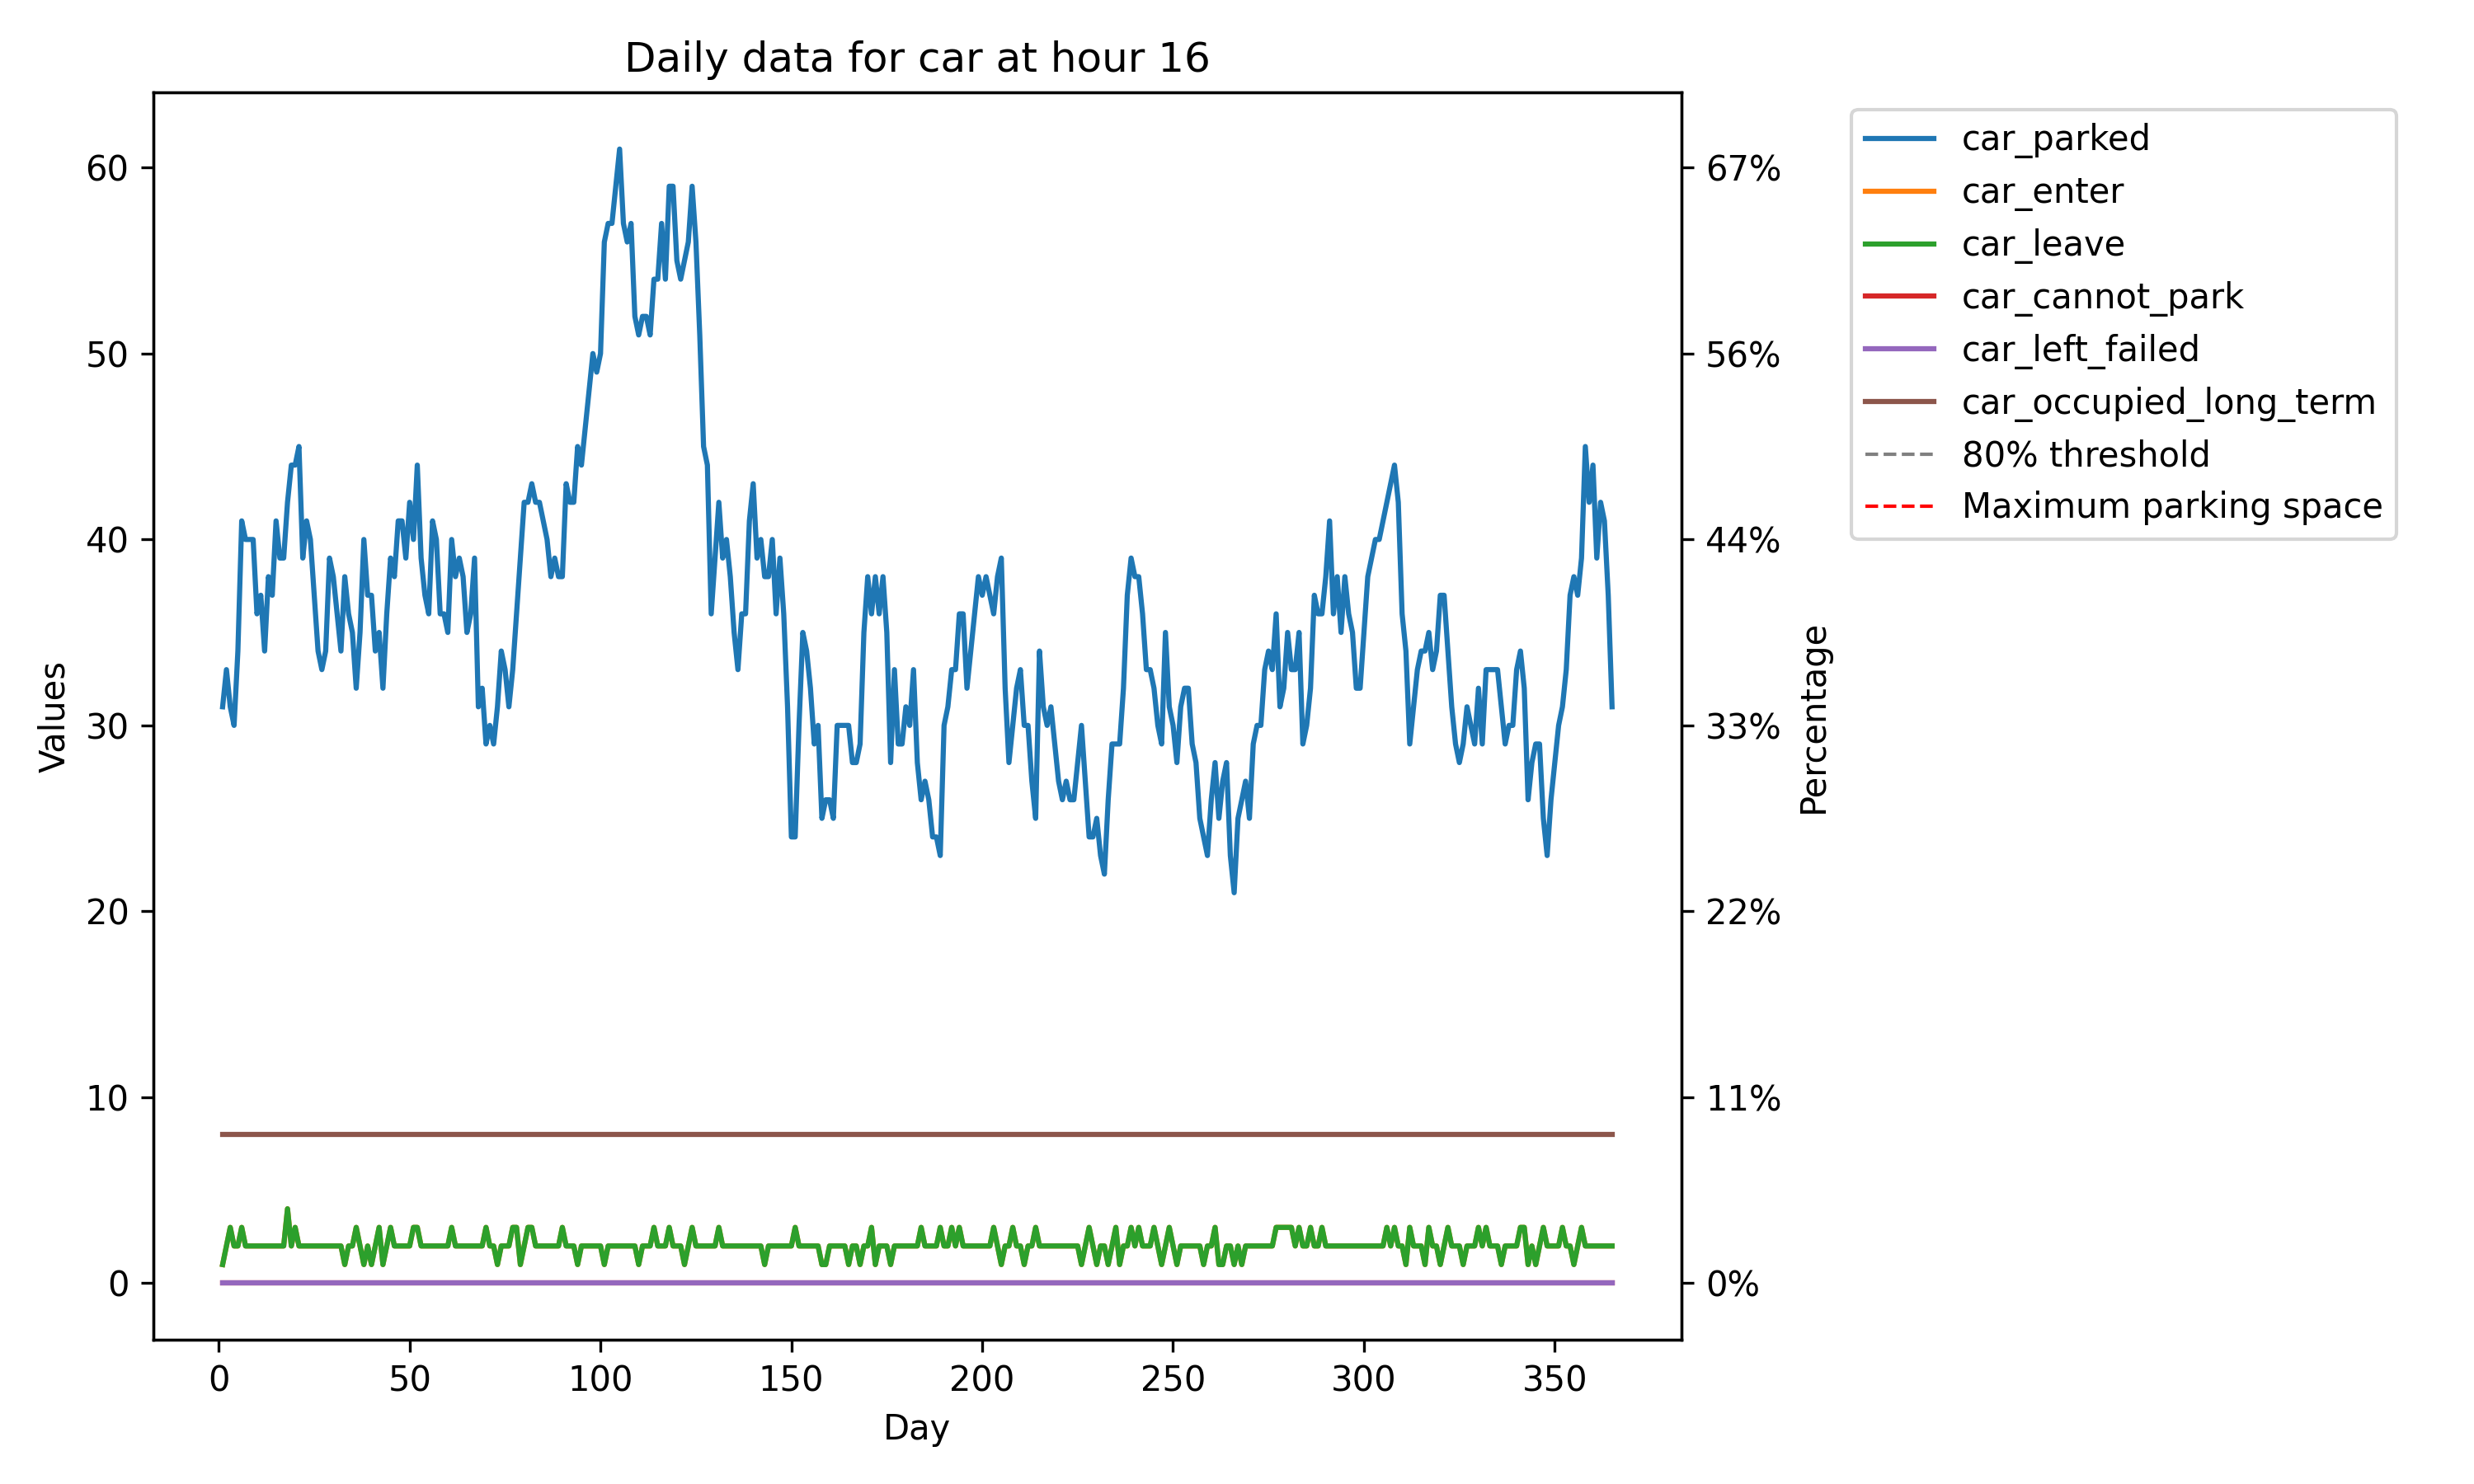 Daily data for car at hour 16
60
50
40
30
20
10
0
Values
0
50
100
150
200
250
300
350
Day
67%
56%
44%
33%
22%
11%
0%
Percentage
car_parked
car_enter
car_leave
car_cannot_park
car_left_failed
car_occupied_long_term
80% threshold
Maximum parking space